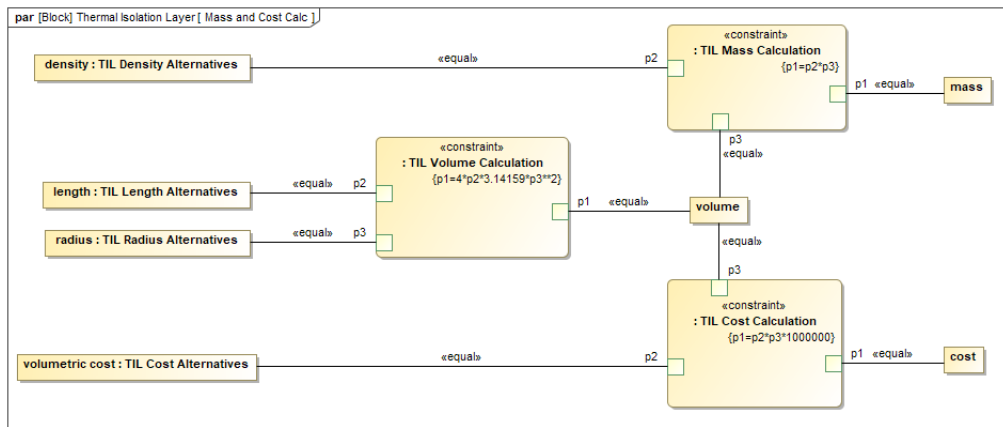 par [Block] Thermal Isolation Layer [ Mass and Cost Calc ]
density : TIL Density Alternatives
«equal»
p2
«constraint»
: TIL Mass Calculation
{p1=p2*p3}
p1 «equal»
mass
p3
«equal»
«constraint»
: TIL Volume Calculation
{p1=4*p2*3.14159*p3**2}
length : TIL Length Alternatives
«equal»
p2
p1 «equal»
volume
radius : TIL Radius Alternatives
«equal»
p3
«equal»
p3
«constraint»
: TIL Cost Calculation
{p1=p2*p3*1000000}
volumetric cost : TIL Cost Alternatives
«equal»
p2
p1 «equal»
cost